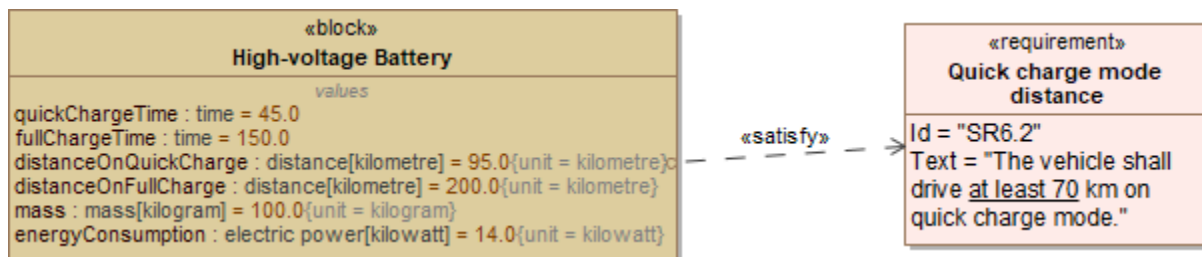 «block»
High-voltage Battery
values
quickChargeTime : time = 45.0
fullChargeTime : time = 150.0
distanceOnQuickCharge : distance[kilometre] = 95.0{unit = kilometre}c
distanceOnFullCharge : distance[kilometre] = 200.0{unit = kilometre}
mass : mass[kilogram] = 100.0{unit = kilogram}
energyConsumption : electric power[kilowatt] = 14.0{unit = kilowatt}
«satisfy»
«requirement»
Quick charge mode
distance
Id = "SR6.2"
Text = "The vehicle shall
drive at least 70 km on
quick charge mode."